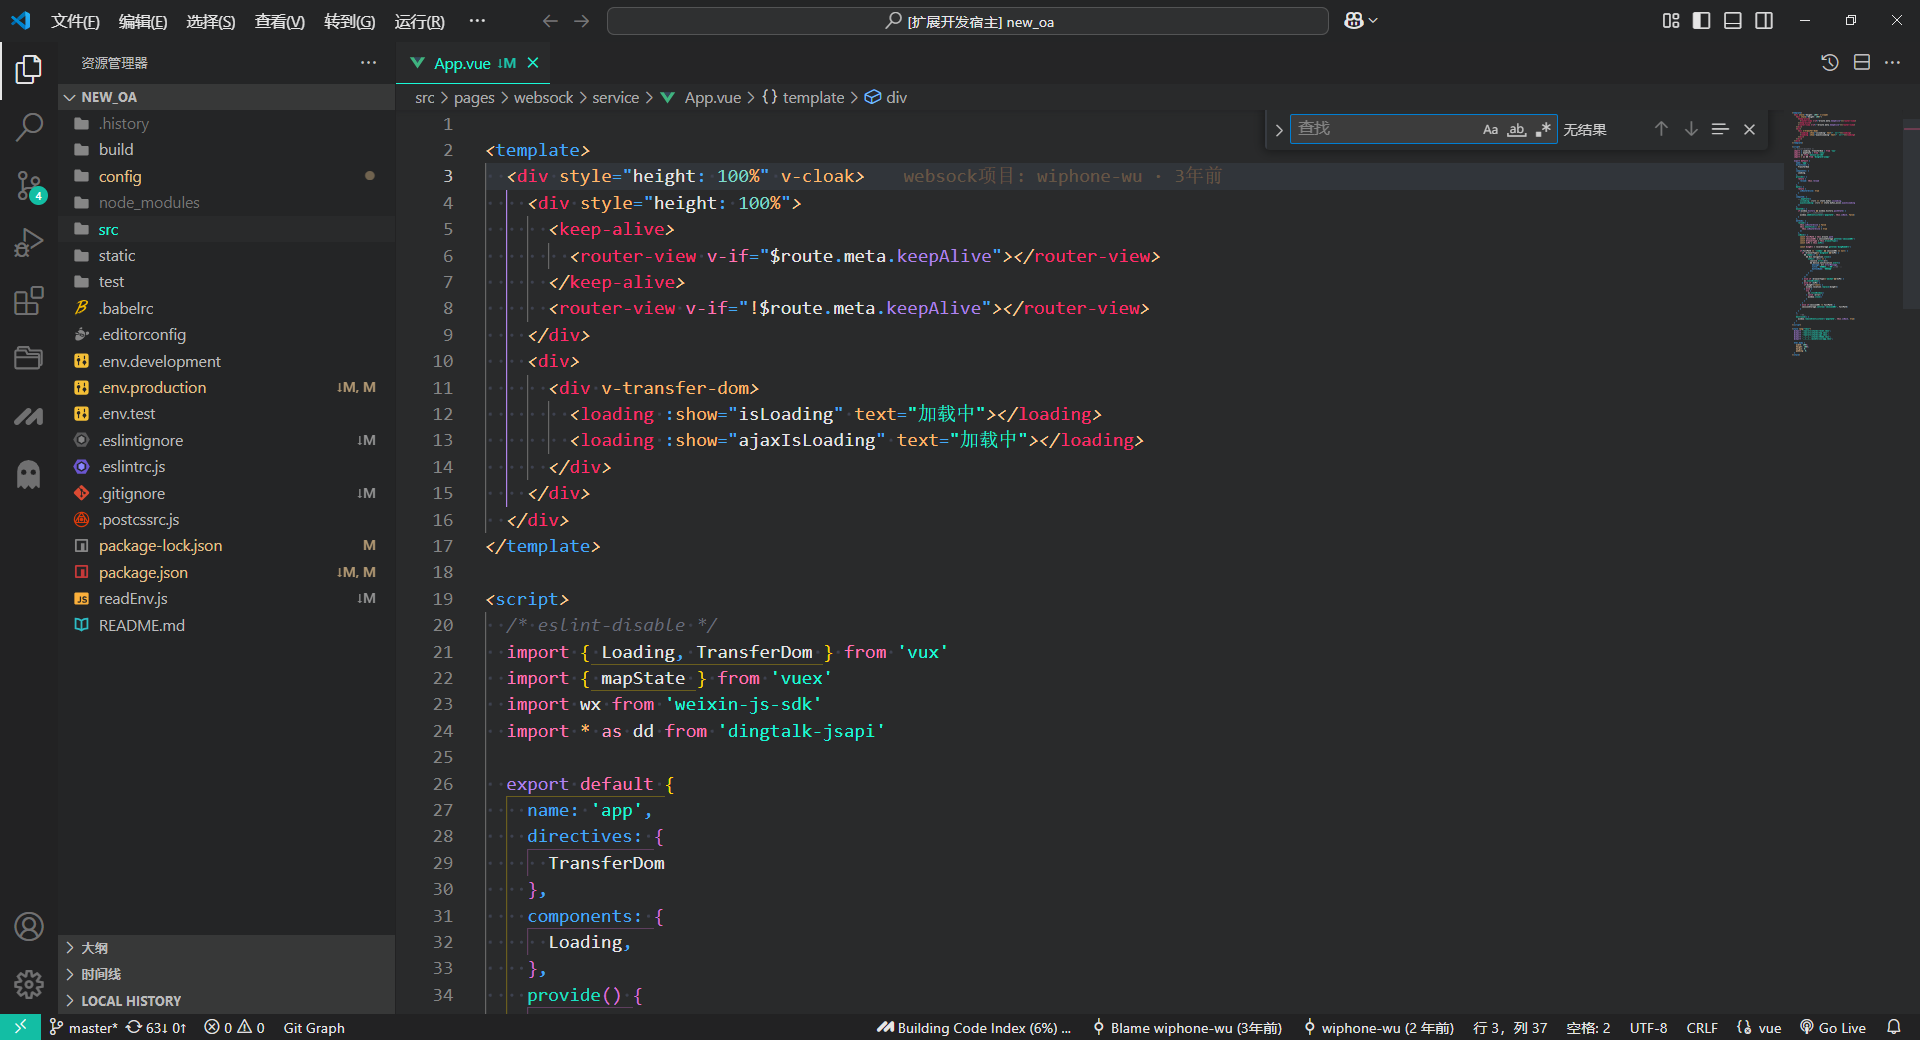 文件(F) 编辑(E) 选择(S) 查看(V) 转到(G) 运行(R) ···
[扩展开发宿主] new_oa
资源管理器
NEW_OA
.history
build
config
node_modules
src
static
test
.babelrc
.editorconfig
.env.development
.env.production ↓M, M
.env.test
.eslintignore ↓M
.eslintrc.js
.gitignore ↓M
.postcssrc.js
package-lock.json M
package.json ↓M, M
readEnv.js ↓M
README.md
大纲
时间线
LOCAL HISTORY
4
App.vue ↓M
src > pages > websock > service > App.vue > {} template > div
查找 Aa ab .* 无结果
1
2 <template>
3 <div style="height: 100%" v-cloak> websock项目: wiphone-wu · 3年前
4 <div style="height: 100%">
5 <keep-alive>
6 <router-view v-if="$route.meta.keepAlive"></router-view>
7 </keep-alive>
8 <router-view v-if="!$route.meta.keepAlive"></router-view>
9 </div>
10 <div>
11 <div v-transfer-dom>
12 <loading :show="isLoading" text="加载中"></loading>
13 <loading :show="ajaxIsLoading" text="加载中"></loading>
14 </div>
15 </div>
16 </div>
17 </template>
18
19 <script>
20 /* eslint-disable */
21 import { Loading, TransferDom } from 'vux'
22 import { mapState } from 'vuex'
23 import wx from 'weixin-js-sdk'
24 import * as dd from 'dingtalk-jsapi'
25
26 export default {
27 name: 'app',
28 directives: {
29 TransferDom
30 },
31 components: {
32 Loading,
33 },
34 provide() {
master* 63↓ 0↑ 0 0 Git Graph Building Code Index (6%) ... Blame wiphone-wu (3年前) wiphone-wu (2 年前) 行 3，列 37 空格: 2 UTF-8 CRLF vue Go Live